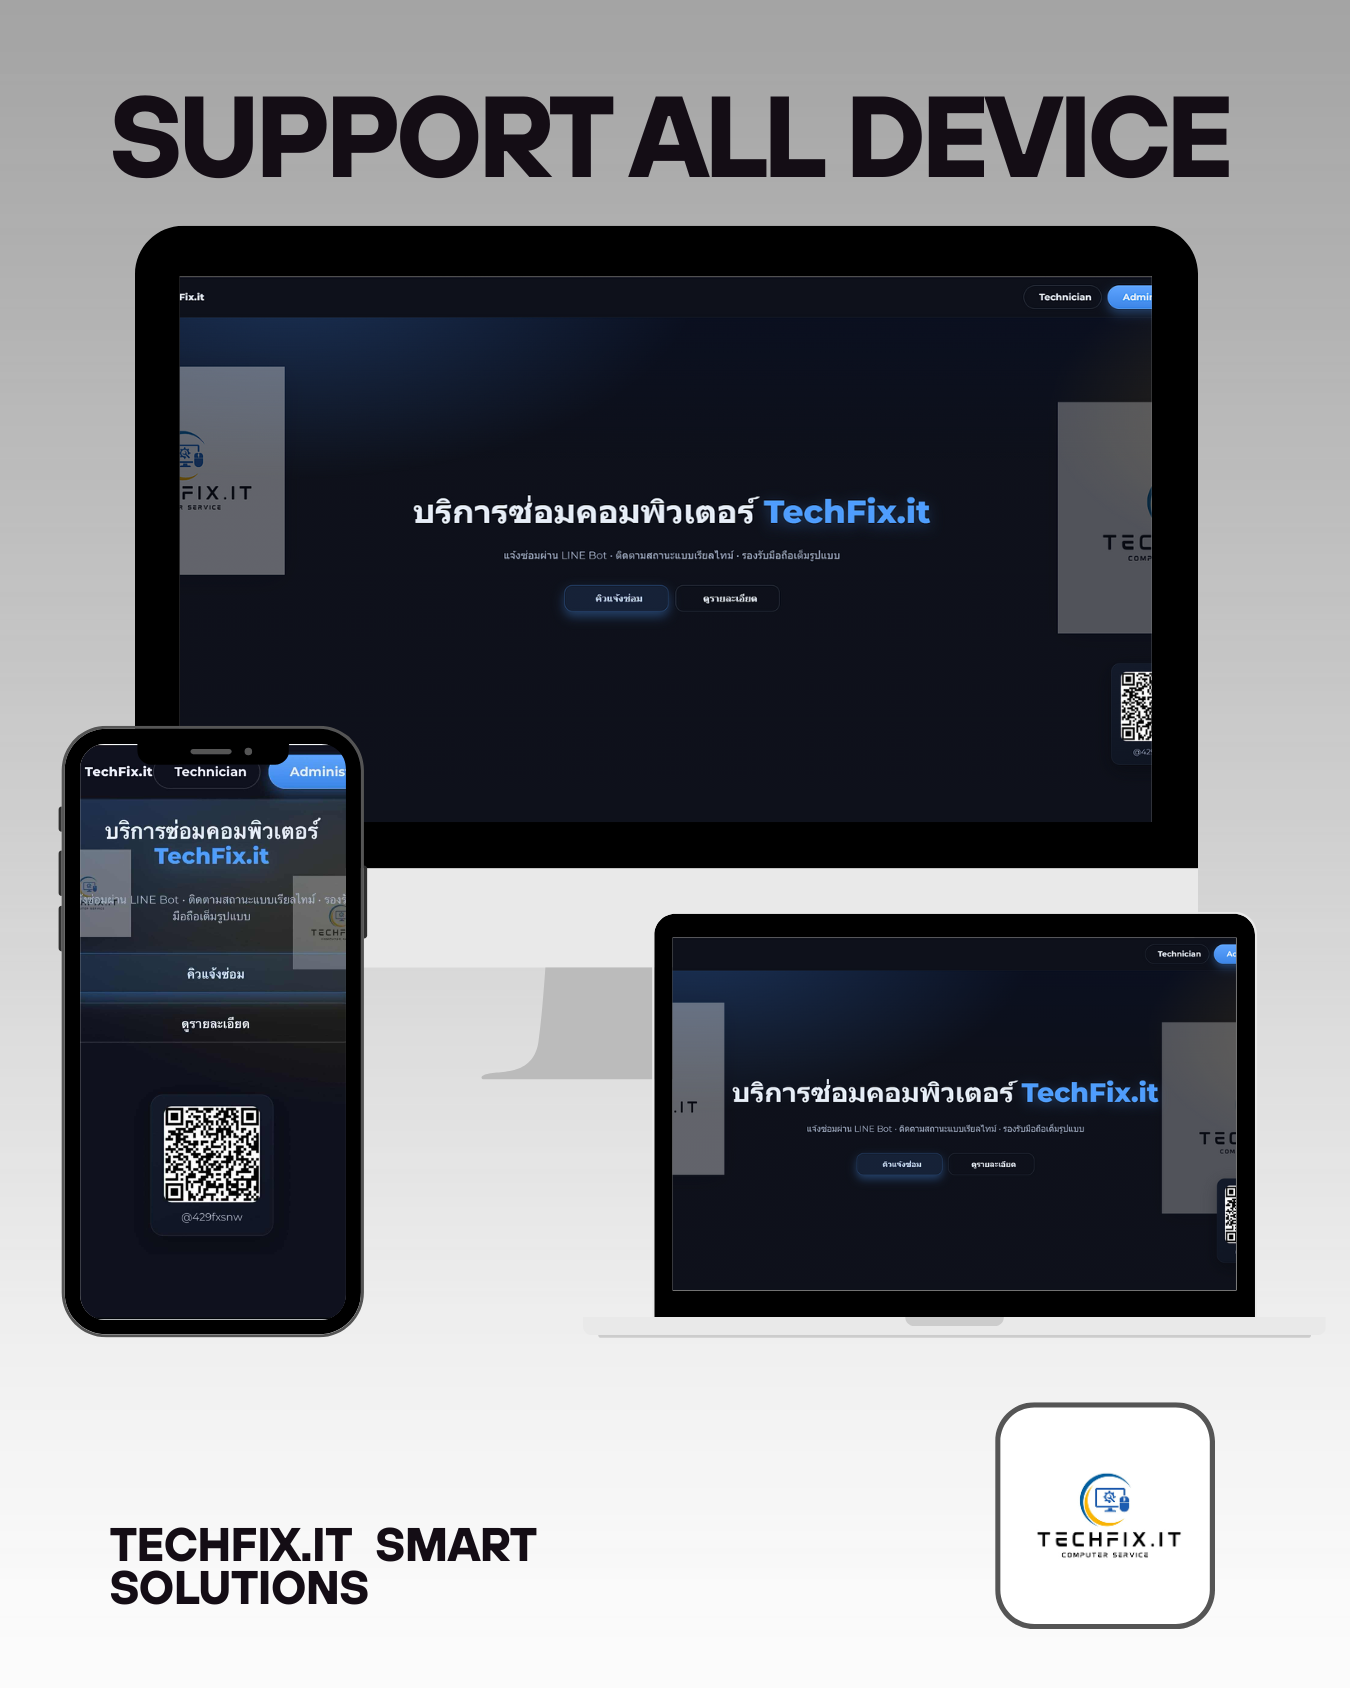 SUPPORT ALL DEVICE
Fix.it
Technician
Admin
FIX.IT
R SERVICE
TEC
COMP
บริการซ่อมคอมพิวเตอร์ TechFix.it
แจ้งซ่อมผ่าน LINE Bot · ติดตามสถานะแบบเรียลไทม์ · รองรับมือถือเต็มรูปแบบ
คิวแจ้งซ่อม
ดูรายละเอียด
@429
TechFix.it
Technician
Adminis
บริการซ่อมคอมพิวเตอร์
TechFix.it
งซ่อมผ่าน LINE Bot · ติดตามสถานะแบบเรียลไทม์ · รองรั
มือถือเต็มรูปแบบ
TECHF
คิวแจ้งซ่อม
ดูรายละเอียด
@429fxsnw
Technician
Ad
.IT
บริการซ่อมคอมพิวเตอร์ TechFix.it
แจ้งซ่อมผ่าน LINE Bot · ติดตามสถานะแบบเรียลไทม์ · รองรับมือถือเต็มรูปแบบ
คิวแจ้งซ่อม
ดูรายละเอียด
TEC
COM
TECHFIX.IT SMART
SOLUTIONS
TECHFIX.IT
COMPUTER SERVICE